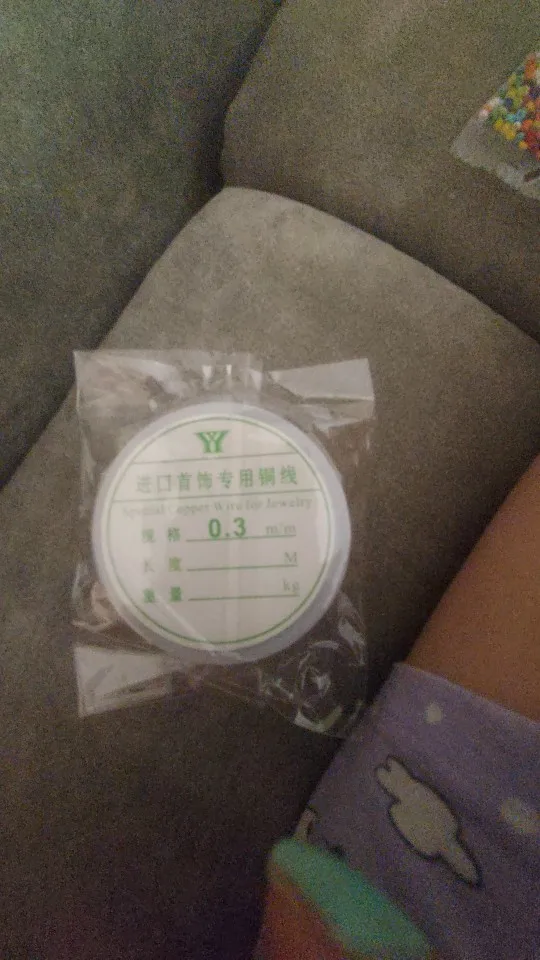 进口首饰专用铜线
Special Copper Wire for Jewelry
规格 0.3 m/m
长度 M
重量 kg